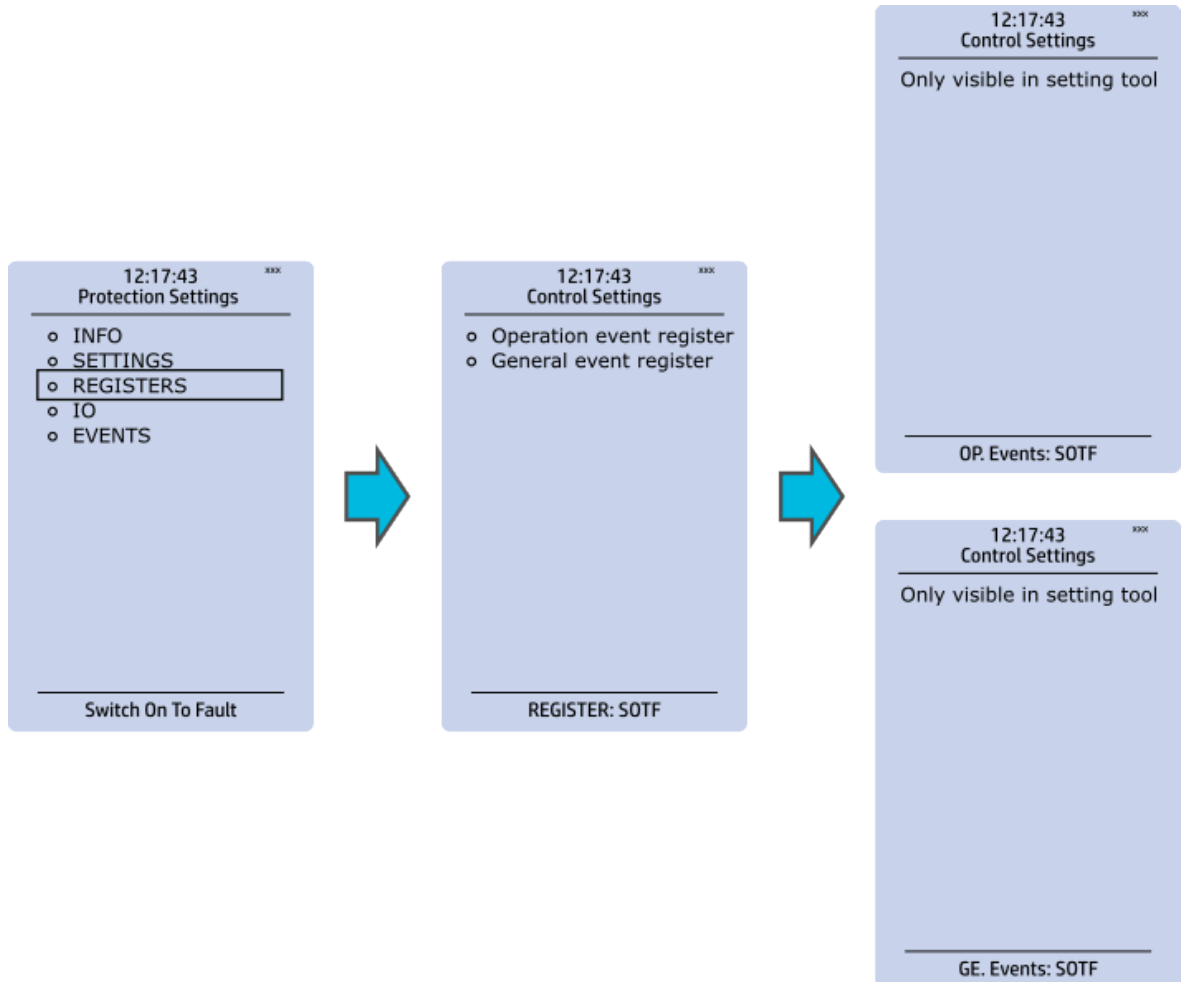 12:17:43 xxx
Protection Settings
INFO
SETTINGS
REGISTERS
IO
EVENTS
Switch On To Fault
12:17:43 xxx
Control Settings
Operation event register
General event register
REGISTER: SOTF
12:17:43 xxx
Control Settings
Only visible in setting tool
OP. Events: SOTF
12:17:43 xxx
Control Settings
Only visible in setting tool
GE. Events: SOTF